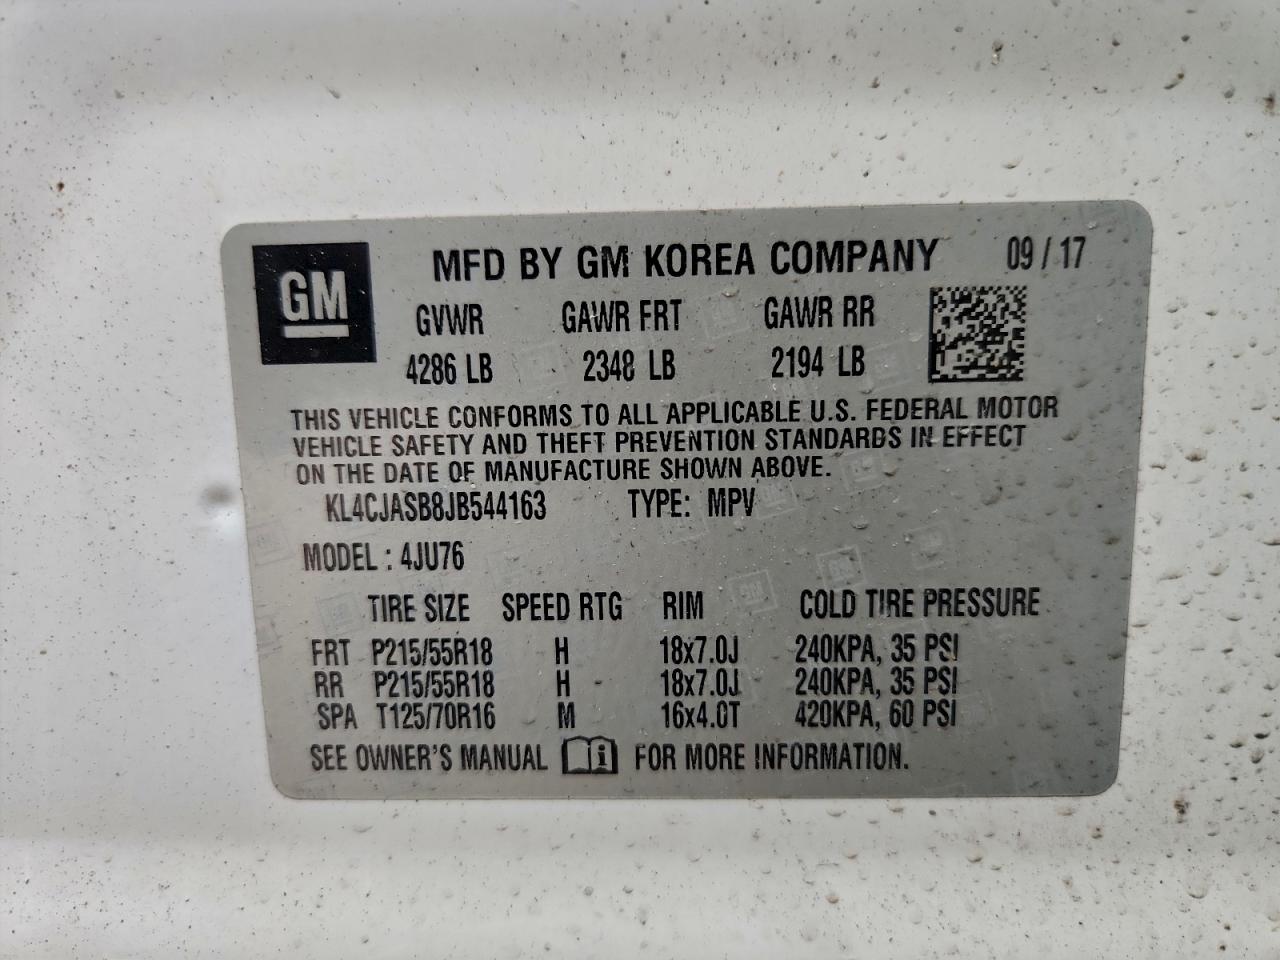 GM
MFD BY GM KOREA COMPANY 09 / 17
GVWR GAWR FRT GAWR RR
4286 LB 2348 LB 2194 LB
THIS VEHICLE CONFORMS TO ALL APPLICABLE U.S. FEDERAL MOTOR
VEHICLE SAFETY AND THEFT PREVENTION STANDARDS IN EFFECT
ON THE DATE OF MANUFACTURE SHOWN ABOVE.
KL4CJASB8JB544163 TYPE: MPV
MODEL : 4JU76
TIRE SIZE SPEED RTG RIM COLD TIRE PRESSURE
FRT P215/55R18 H 18x7.0J 240KPA, 35 PSI
RR P215/55R18 H 18x7.0J 240KPA, 35 PSI
SPA T125/70R16 M 16x4.0T 420KPA, 60 PSI
SEE OWNER'S MANUAL i FOR MORE INFORMATION.